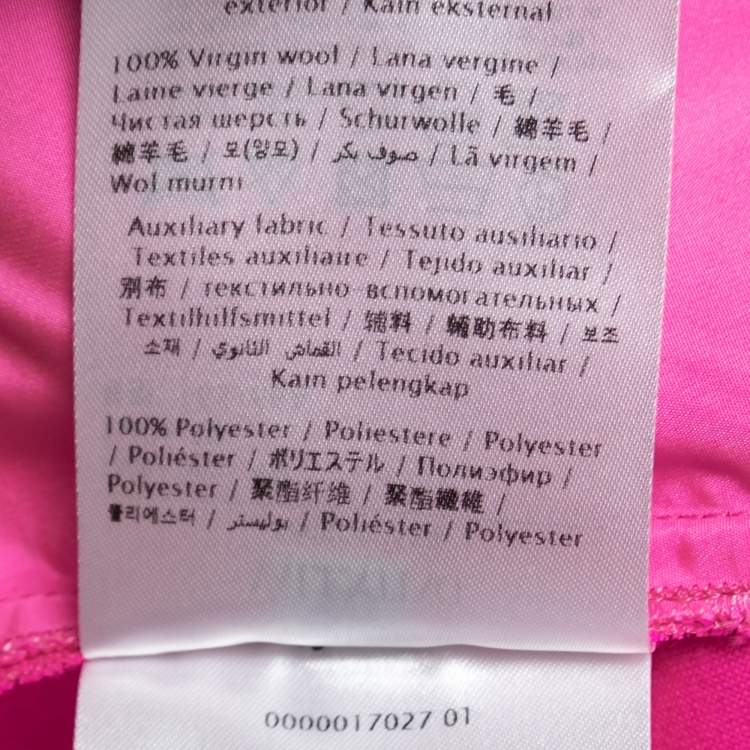 exterior / Kain eksternal
100% Virgin wool / Lana vergine /
Laine vierge / Lana virgen / 毛 /
Чистая шерсть / Schurwolle / 綿羊毛 /
綿羊毛 / 모(양모) / صوف بكر / Lã virgem /
Wol murni
Auxiliary fabric / Tessuto ausiliario /
Textiles auxiliaire / Tejido auxiliar /
別布 / текстильно-вспомогательных /
Textilhilfsmittel / 辅料 / 輔助布料 / 보조
소재 / القماش الثانوي / Tecido auxiliar /
Kain pelengkap
100% Polyester / Poliestere / Polyester
/ Poliéster / ポリエステル / Полиэфир /
Polyester / 聚酯纤维 / 聚酯纖維 /
폴리에스터 / بوليستر / Poliéster / Polyester
0000017027 01